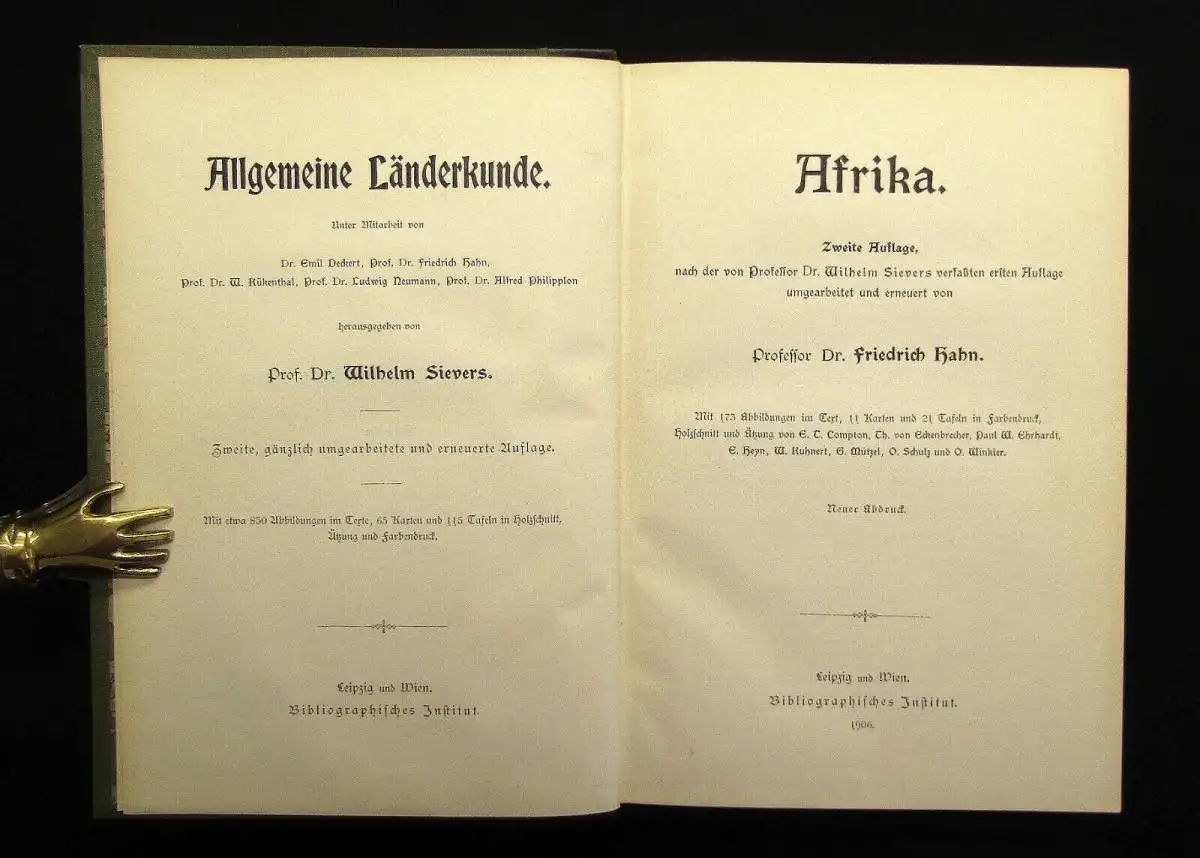 Allgemeine Länderkunde.
Unter Mitarbeit von
Dr. Emil Deckert, Prof. Dr. Friedrich Hahn,
Prof. Dr. W. Kükenthal, Prof. Dr. Ludwig Neumann, Prof. Dr. Alfred Philippson
herausgegeben von
Prof. Dr. Wilhelm Sievers.
Zweite, gänzlich umgearbeitete und erneuerte Auflage.
Mit etwa 850 Abbildungen im Texte, 65 Karten und 115 Tafeln in Holzschnitt,
Ätzung und Farbendruck.
Leipzig und Wien.
Bibliographisches Institut.
Afrika.
Zweite Auflage,
nach der von Professor Dr. Wilhelm Sievers verfaßten ersten Auflage
umgearbeitet und erneuert von
Professor Dr. Friedrich Hahn.
Mit 173 Abbildungen im Text, 11 Karten und 21 Tafeln in Farbendruck,
Holzschnitt und Ätzung von E. T. Compton, Th. von Eckenbrecher, Paul W. Ehrhardt,
E. Heyn, W. Kuhnert, G. Mützel, O. Schulz und O. Winkler.
Neuer Abdruck.
Leipzig und Wien.
Bibliographisches Institut.
1906.